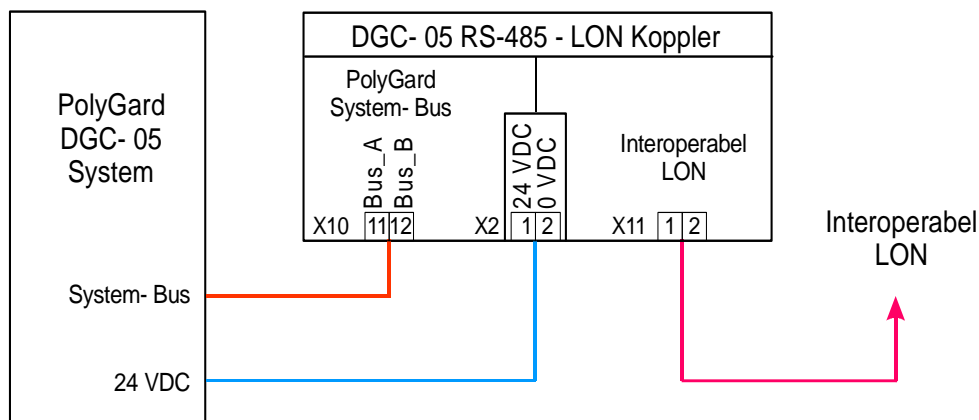 DGC- 05 RS-485 - LON Koppler
PolyGard
DGC- 05
System
PolyGard
System- Bus
Bus_A
Bus_B
24 VDC
0 VDC
Interoperabel
LON
X10 11 12 X2 1 2 X11 1 2
Interoperabel
LON
System- Bus
24 VDC